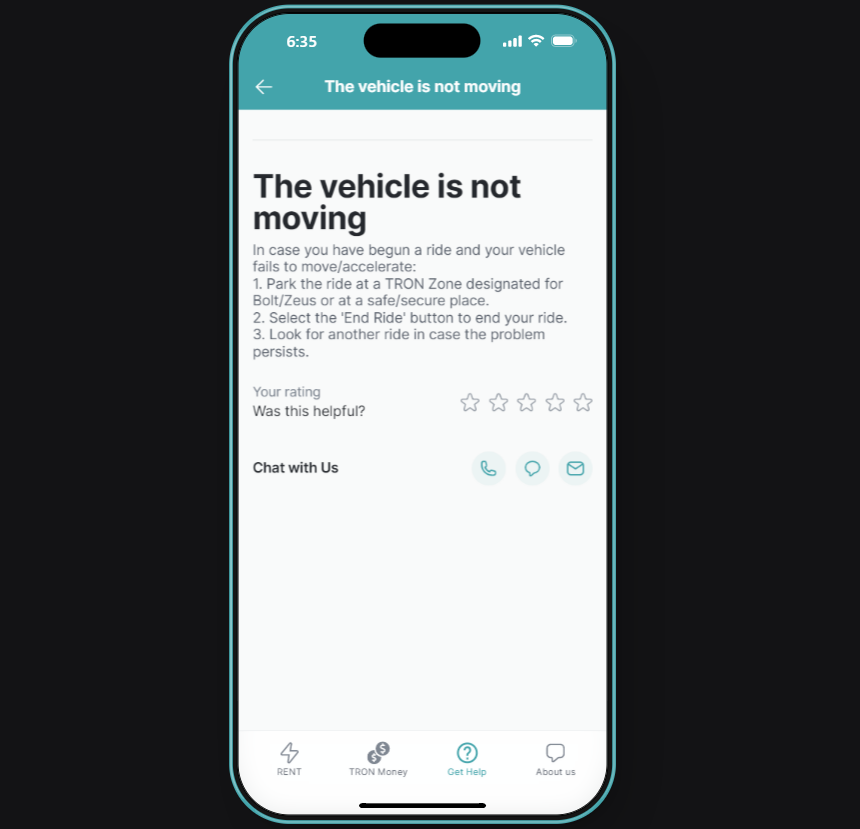 6:35
The vehicle is not moving
The vehicle is not
moving
In case you have begun a ride and your vehicle
fails to move/accelerate:
1. Park the ride at a TRON Zone designated for
Bolt/Zeus or at a safe/secure place.
2. Select the 'End Ride' button to end your ride.
3. Look for another ride in case the problem
persists.
Your rating
Was this helpful?
Chat with Us
RENT
TRON Money
Get Help
About us